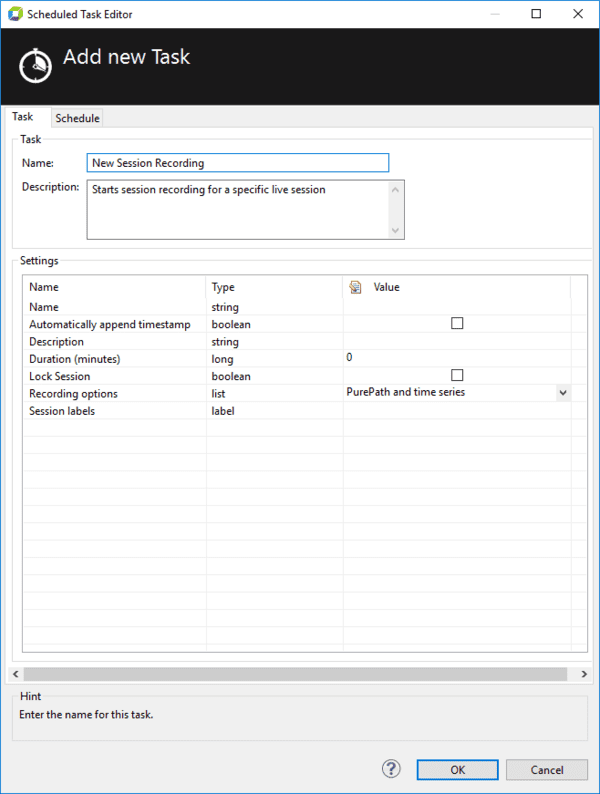 Scheduled Task Editor
Add new Task
Task Schedule
Task
Name: New Session Recording
Description: Starts session recording for a specific live session
Settings
Name Type Value
Name string
Automatically append timestamp boolean
Description string
Duration (minutes) long 0
Lock Session boolean
Recording options list PurePath and time series
Session labels label
Hint
Enter the name for this task.
? OK Cancel